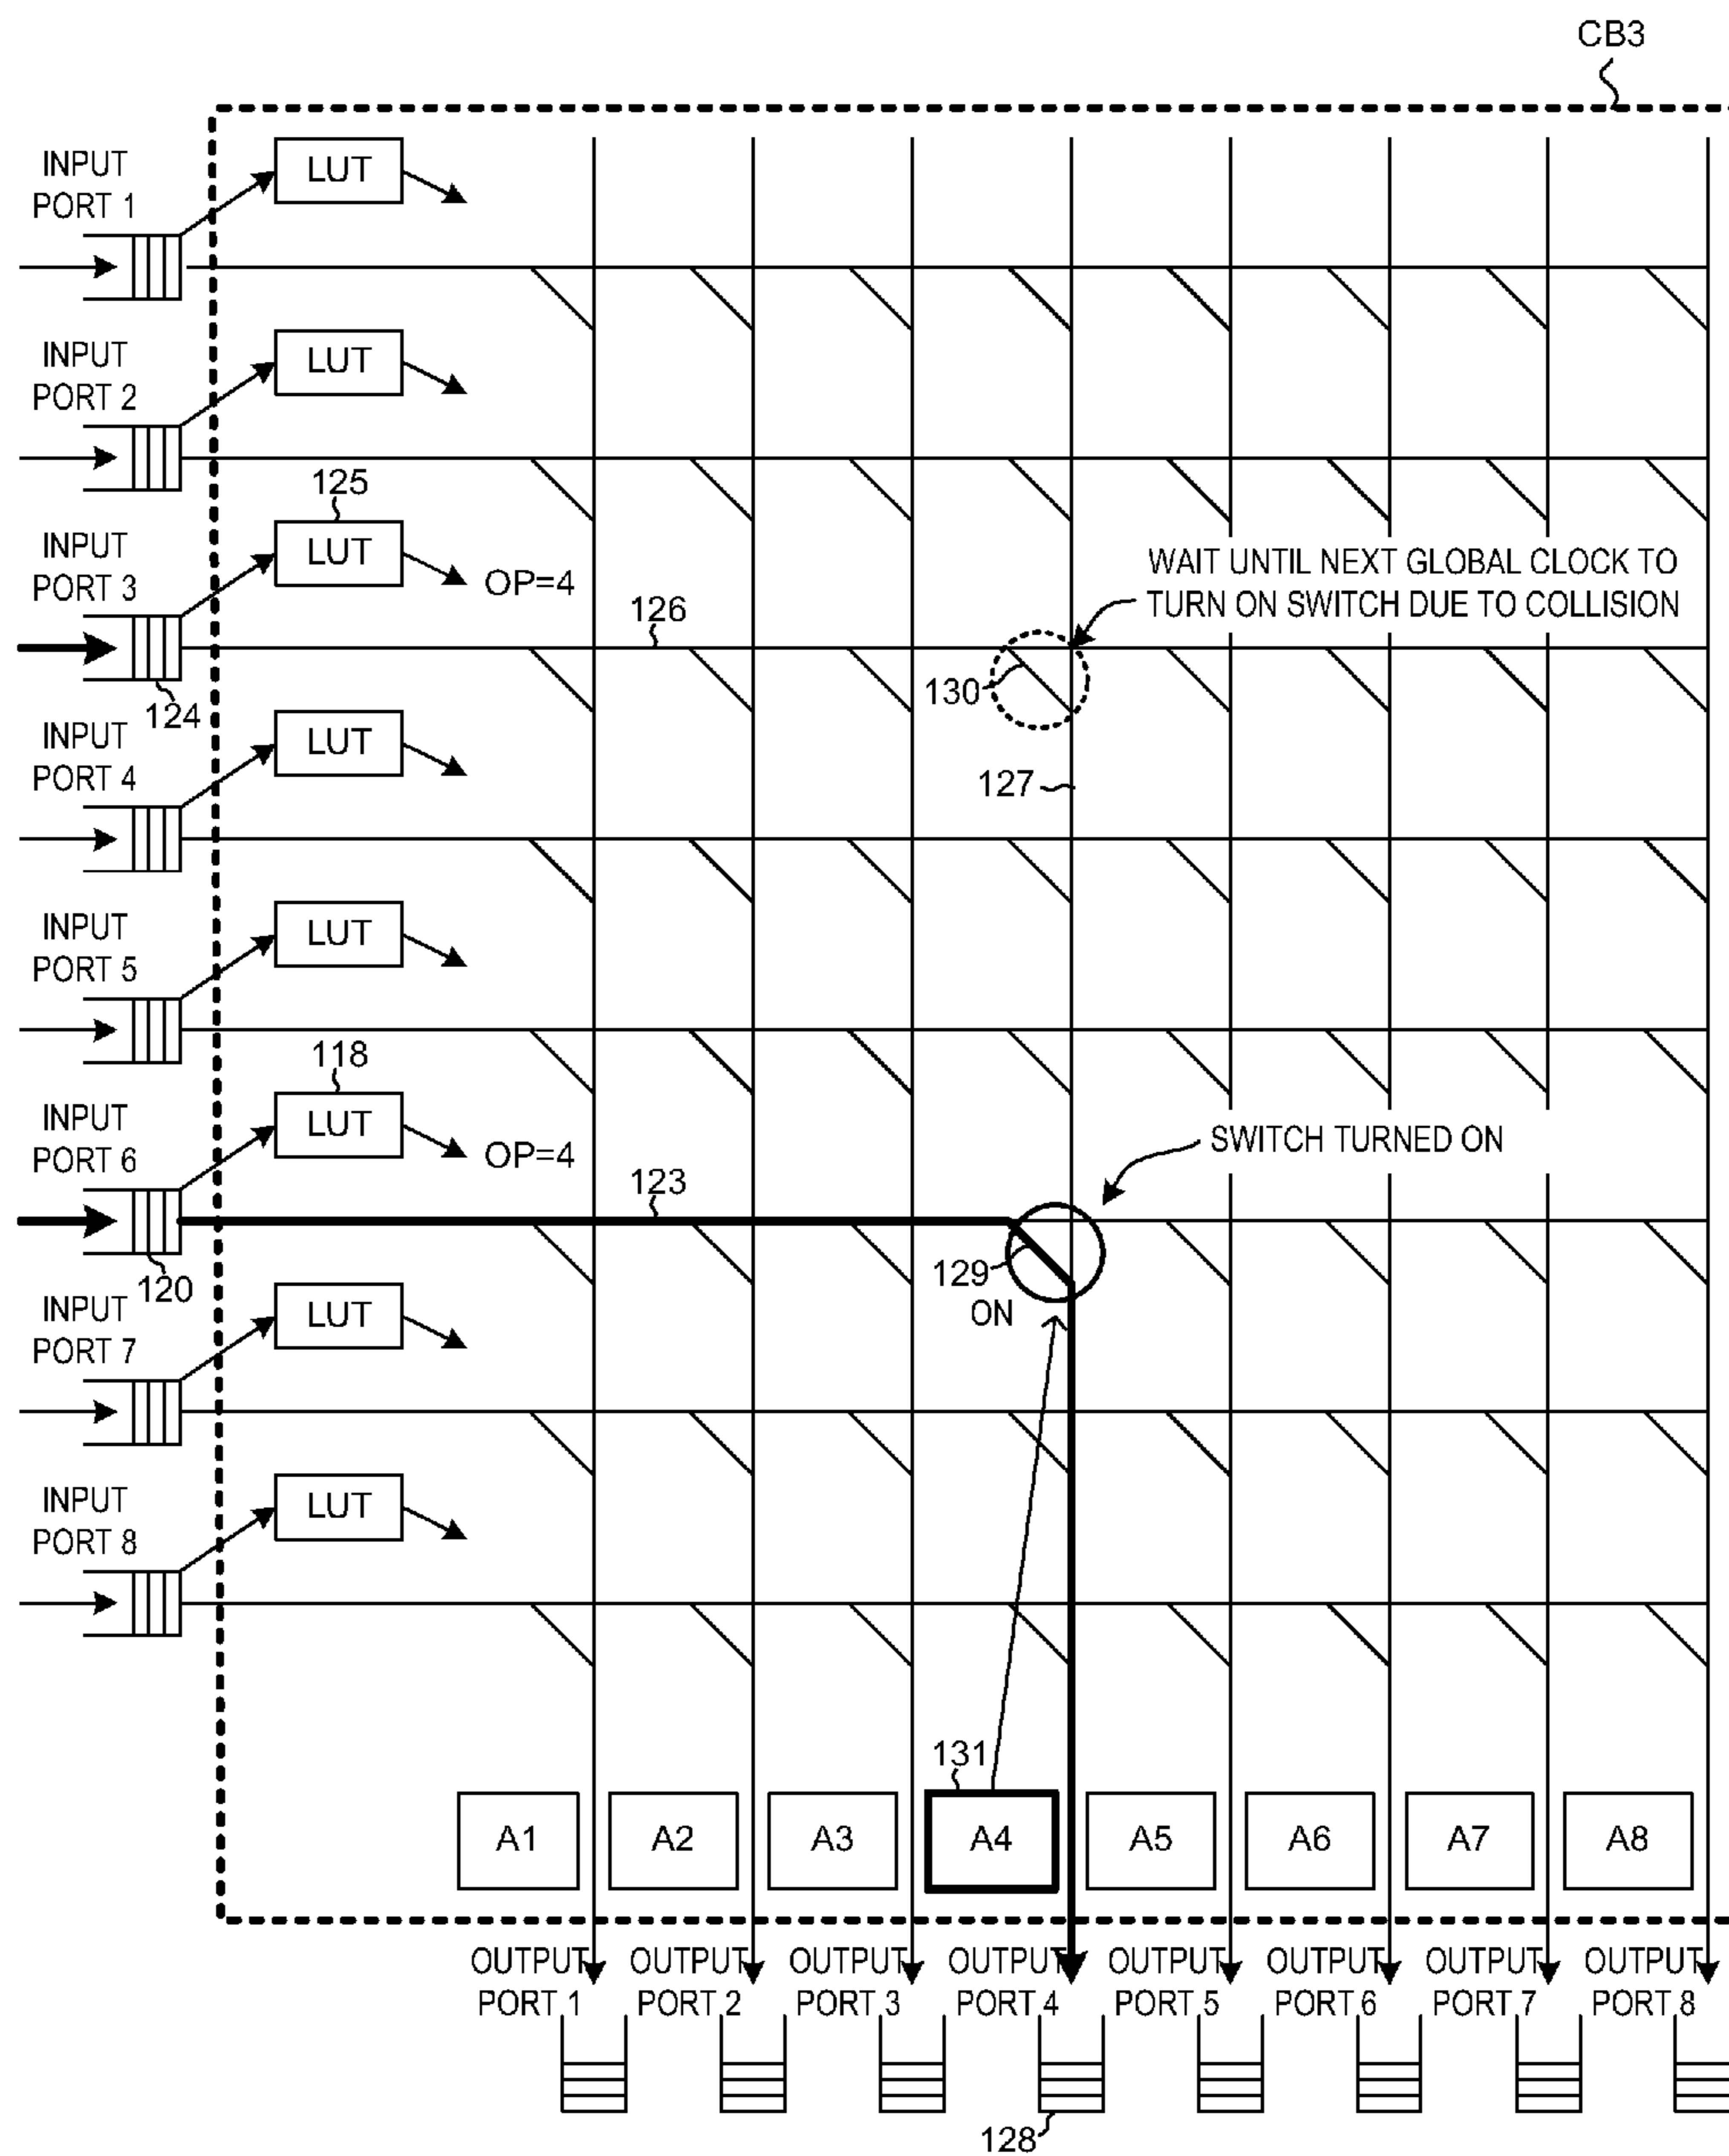 CB3
INPUT
PORT 1
LUT
INPUT
PORT 2
LUT
125
INPUT
PORT 3
LUT
OP=4
WAIT UNTIL NEXT GLOBAL CLOCK TO
TURN ON SWITCH DUE TO COLLISION
126
130
124
INPUT
PORT 4
LUT
127
INPUT
PORT 5
LUT
118
INPUT
PORT 6
LUT
OP=4
SWITCH TURNED ON
123
129
ON
120
INPUT
PORT 7
LUT
INPUT
PORT 8
LUT
131
A1
A2
A3
A4
A5
A6
A7
A8
OUTPUT
PORT 1
OUTPUT
PORT 2
OUTPUT
PORT 3
OUTPUT
PORT 4
OUTPUT
PORT 5
OUTPUT
PORT 6
OUTPUT
PORT 7
OUTPUT
PORT 8
128